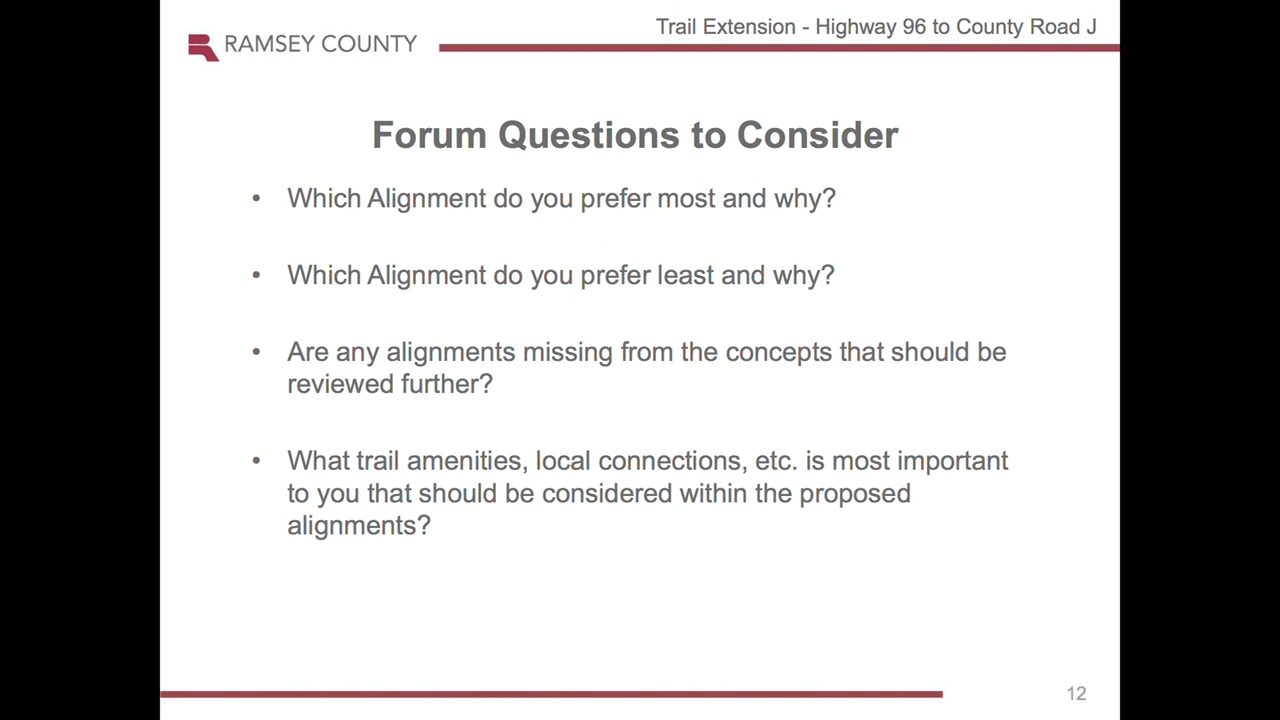 Trail Extension - Highway 96 to County Road J
RAMSEY COUNTY
Forum Questions to Consider
• Which Alignment do you prefer most and why?
• Which Alignment do you prefer least and why?
• Are any alignments missing from the concepts that should be
reviewed further?
• What trail amenities, local connections, etc. is most important
to you that should be considered within the proposed
alignments?
12